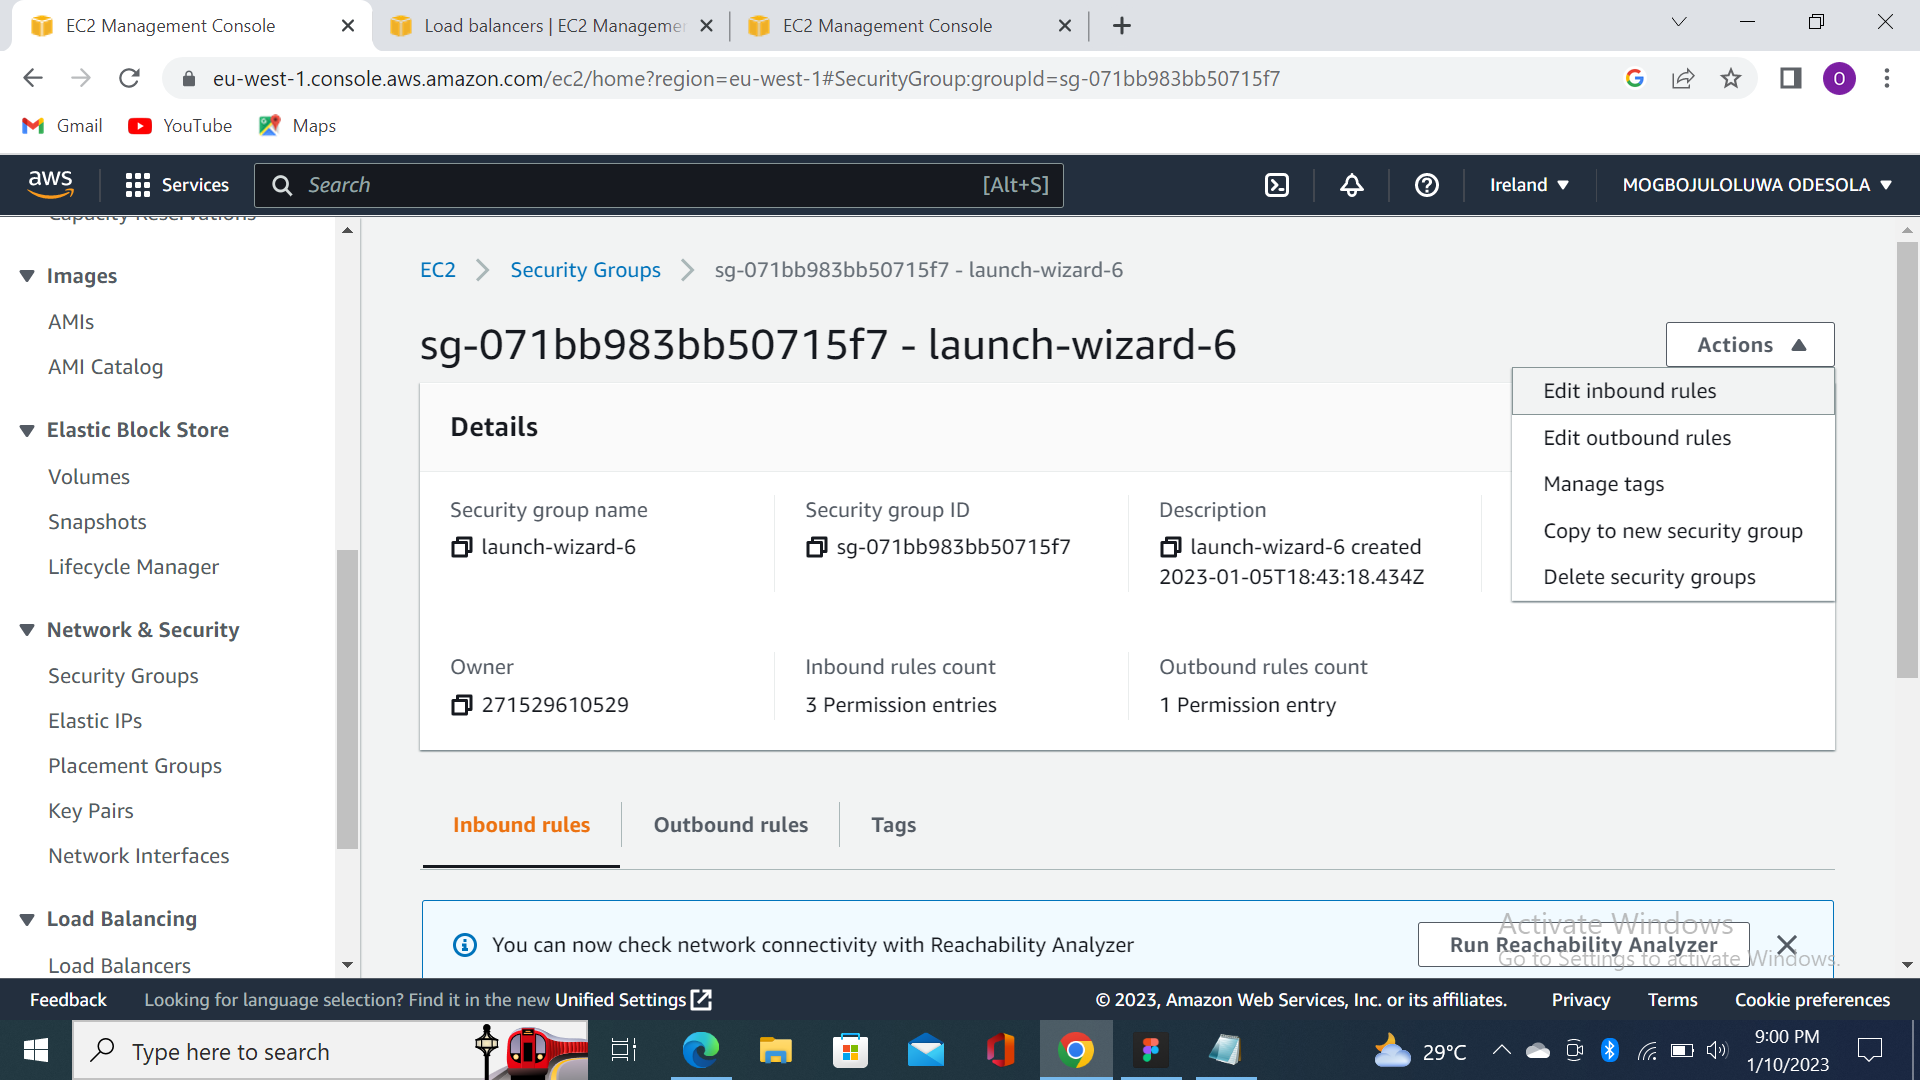 EC2 Management Console
Load balancers | EC2 Managemen
EC2 Management Console
eu-west-1.console.aws.amazon.com/ec2/home?region=eu-west-1#SecurityGroup:groupId=sg-071bb983bb50715f7
O
Gmail
YouTube
Maps
aws
Services
Search
[Alt+S]
Ireland
MOGBOJULOLUWA ODESOLA
Capacity Reservations
Images
AMIs
AMI Catalog
Elastic Block Store
Volumes
Snapshots
Lifecycle Manager
Network & Security
Security Groups
Elastic IPs
Placement Groups
Key Pairs
Network Interfaces
Load Balancing
Load Balancers
EC2
Security Groups
sg-071bb983bb50715f7 - launch-wizard-6
sg-071bb983bb50715f7 - launch-wizard-6
Actions
Edit inbound rules
Edit outbound rules
Manage tags
Copy to new security group
Delete security groups
Details
Security group name
launch-wizard-6
Security group ID
sg-071bb983bb50715f7
Description
launch-wizard-6 created
2023-01-05T18:43:18.434Z
Owner
271529610529
Inbound rules count
3 Permission entries
Outbound rules count
1 Permission entry
Inbound rules
Outbound rules
Tags
You can now check network connectivity with Reachability Analyzer
Run Reachability Analyzer
Activate Windows
Go to Settings to activate Windows.
Feedback
Looking for language selection? Find it in the new Unified Settings
© 2023, Amazon Web Services, Inc. or its affiliates.
Privacy
Terms
Cookie preferences
Type here to search
29°C
9:00 PM
1/10/2023